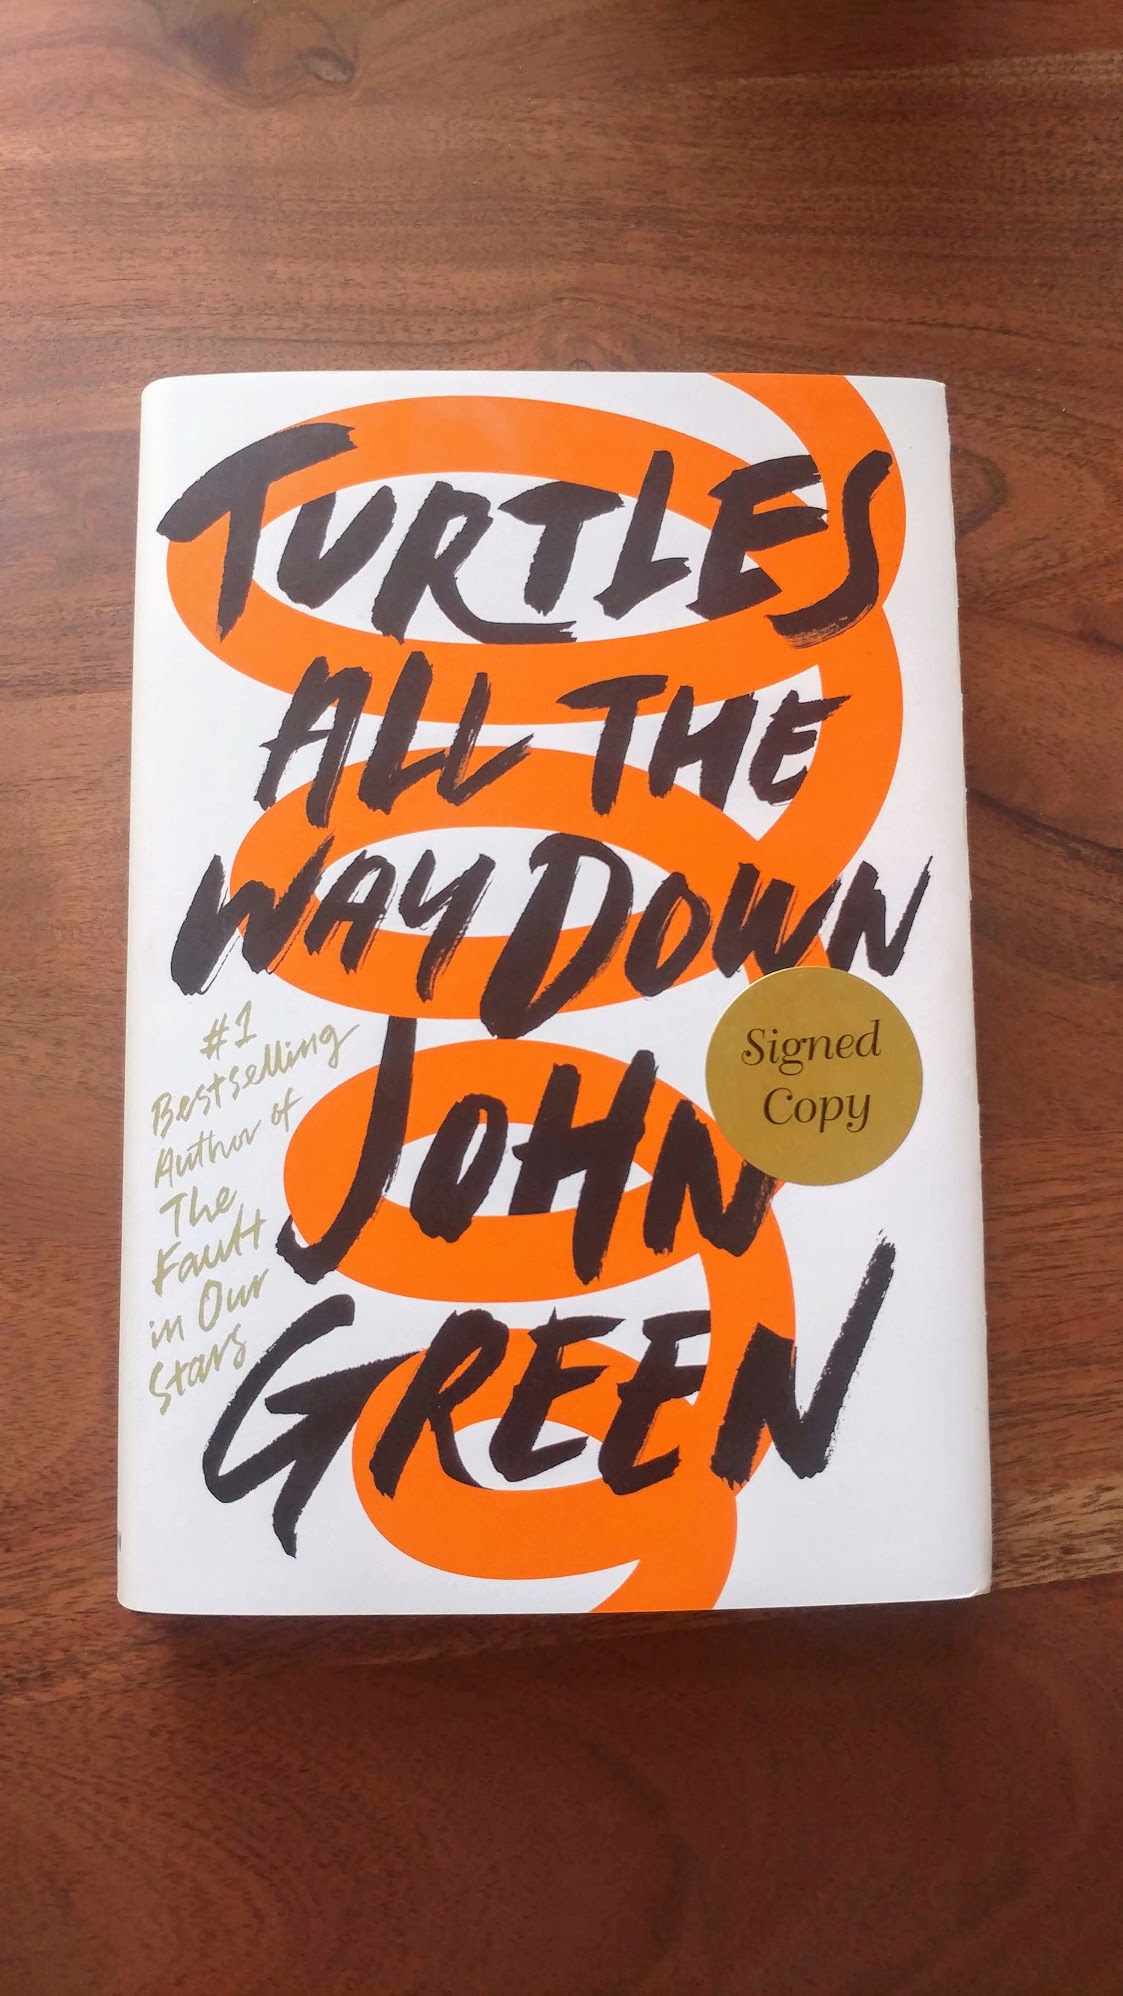 TURTLES
ALL THE
WAY DOWN
#1
Bestselling
Author of
The
Fault
in Our
Stars
JOHN
GREEN
Signed
Copy